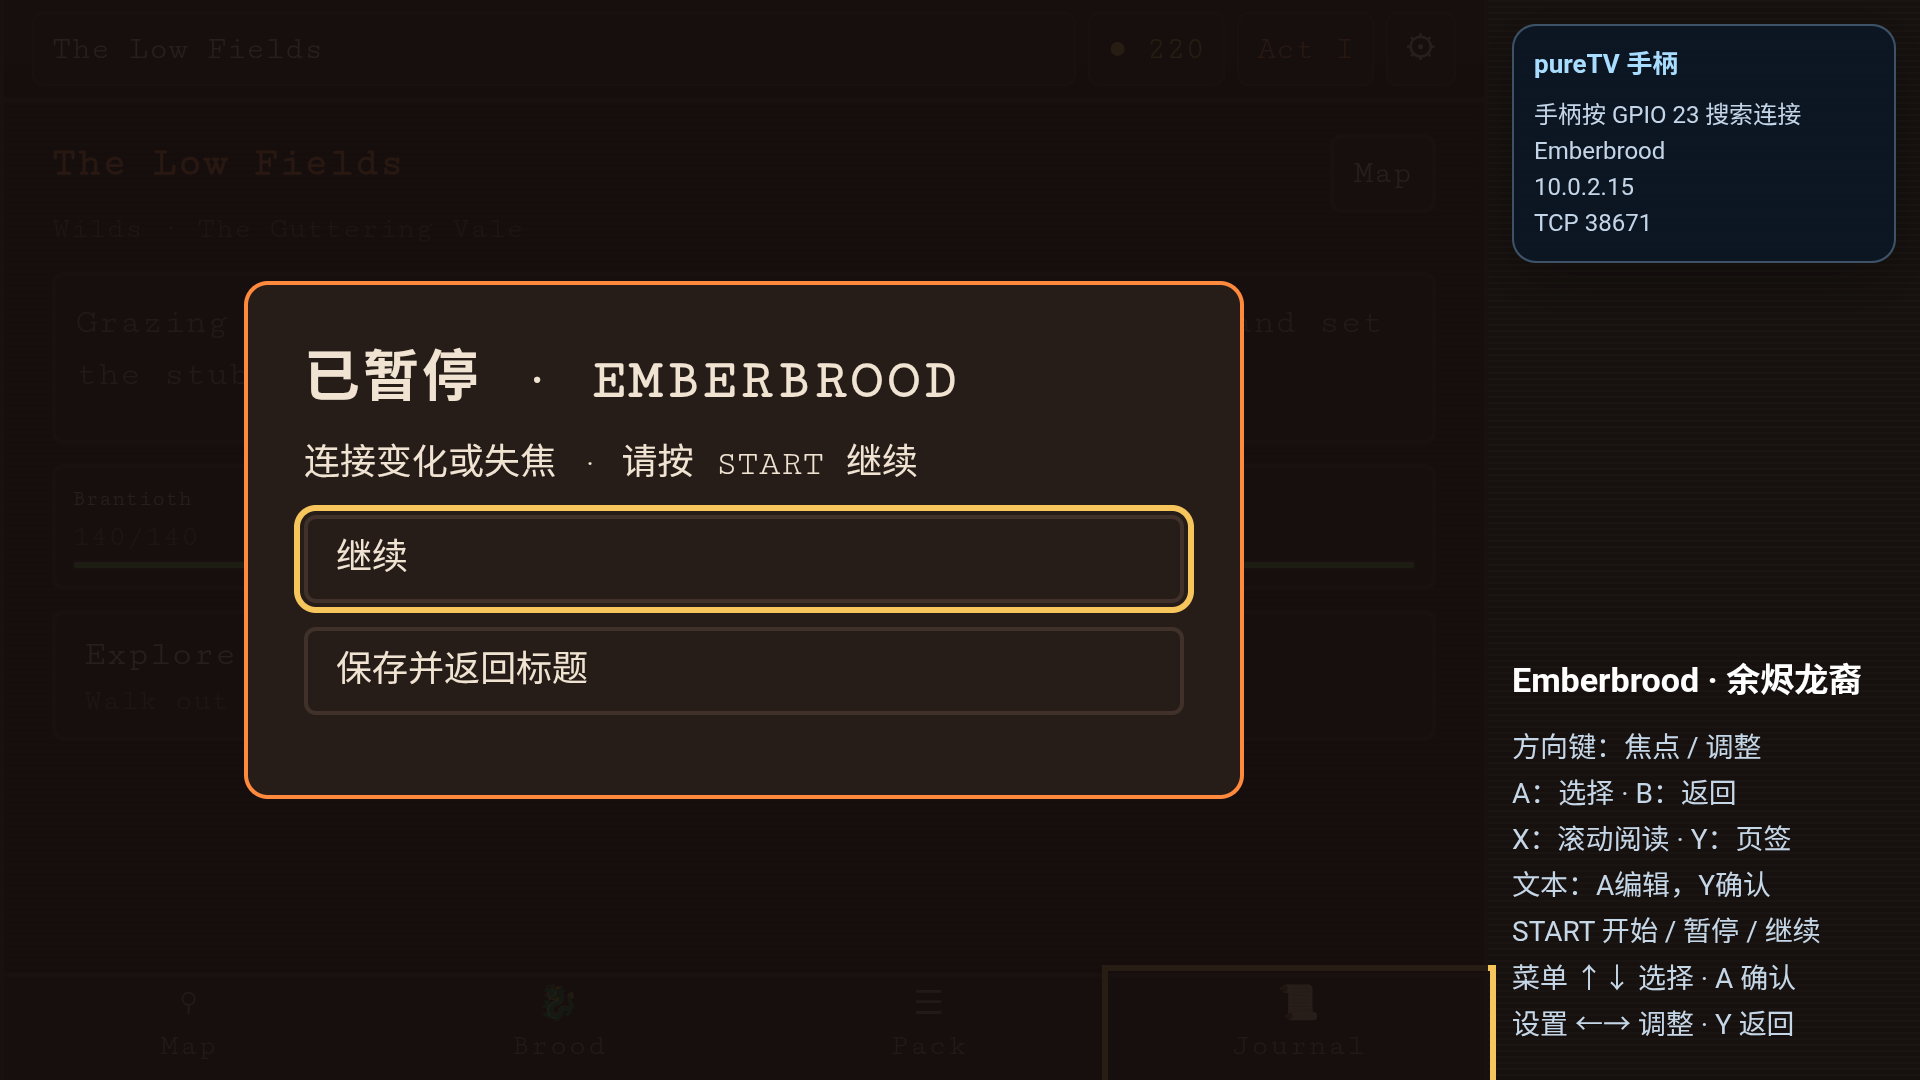 The Low Fields
220
Act I
The Low Fields
Map
Wilds · The Guttering Vale
Grazing
and set
the stub
已暂停 · EMBERBROOD
连接变化或失焦 · 请按 START 继续
Brantioth
140/140
继续
Explore
保存并返回标题
Walk out
Map
Brood
Pack
Journal
pureTV 手柄
手柄按 GPIO 23 搜索连接
Emberbrood
10.0.2.15
TCP 38671
Emberbrood · 余烬龙裔
方向键：焦点 / 调整
A：选择 · B：返回
X：滚动阅读 · Y：页签
文本：A编辑，Y确认
START 开始 / 暂停 / 继续
菜单 ↑↓ 选择 · A 确认
设置 ←→ 调整 · Y 返回